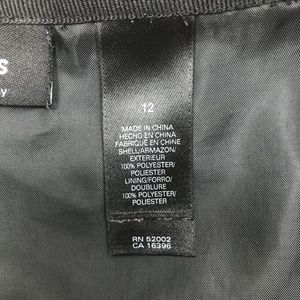 s
y
12
MADE IN CHINA
HECHO EN CHINA
FABRIQUE EN CHINE
SHELL/ARMAZON/
EXTERIEUR
100% POLYESTER/
POLIESTER
LINING/FORRO/
DOUBLURE
100% POLYESTER/
POLIESTER
RN 52002
CA 16396